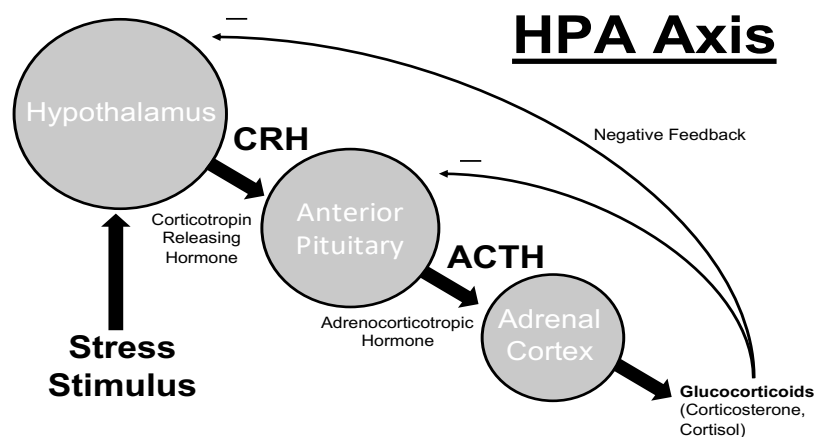 HPA Axis
—
Hypothalamus
CRH
Negative Feedback
—
Corticotropin
Releasing
Hormone
Anterior
Pituitary
ACTH
Adrenocorticotropic
Hormone
Adrenal
Cortex
Stress
Stimulus
Glucocorticoids
(Corticosterone,
Cortisol)